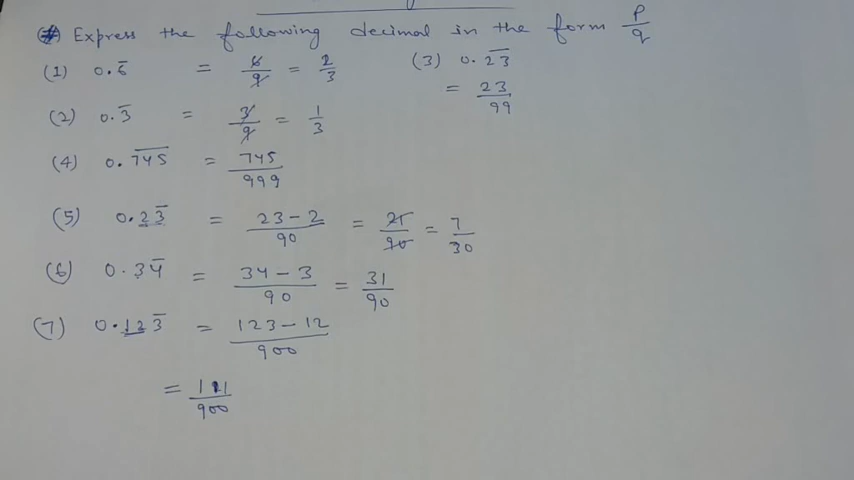 (#) Express the following decimal in the form P/q
(1) 0.6̅ = 6/9 = 2/3
(3) 0.2̅3̅
= 23/99
(2) 0.3̅ = 3/9 = 1/3
(4) 0.7̅4̅5̅ = 745/999
(5) 0.23̅ = 23-2/90 = 21/90 = 7/30
(6) 0.34̅ = 34-3/90 = 31/90
(7) 0.123̅ = 123-12/900
= 111/900